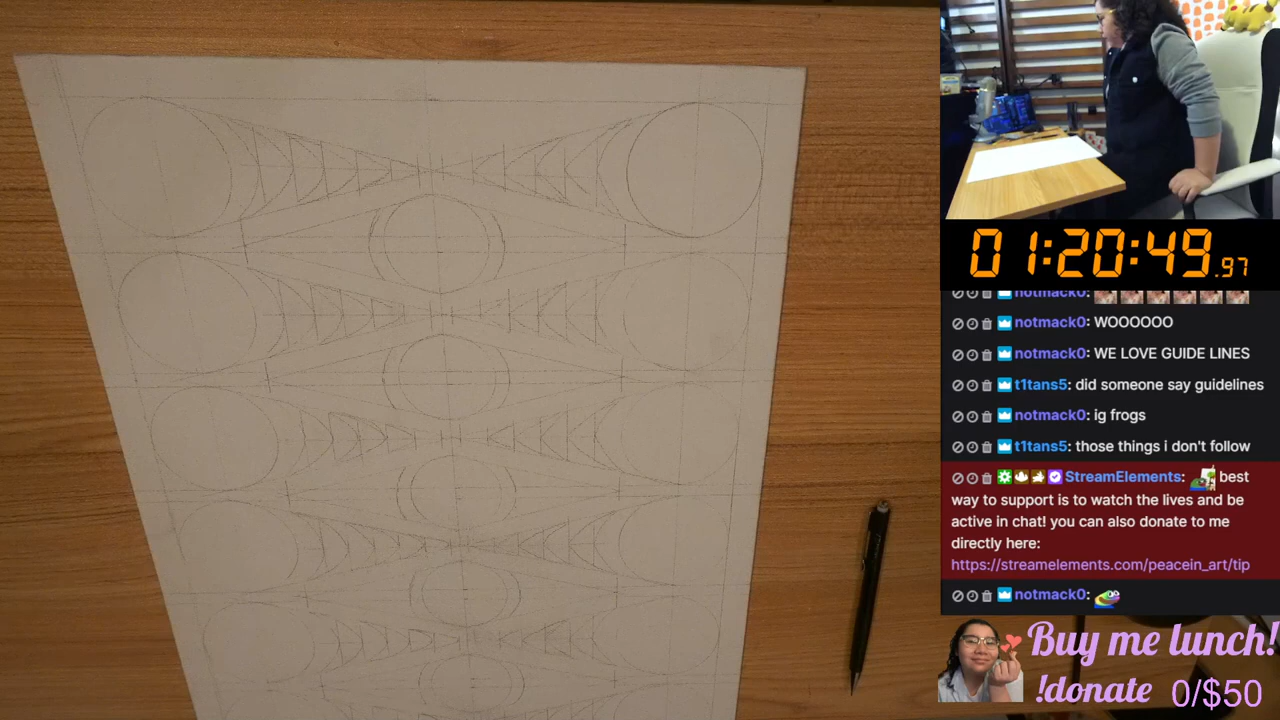 01:20:49.97
notmack0:
notmack0: WOOOOOO
notmack0: WE LOVE GUIDE LINES
t1tans5: did someone say guidelines
notmack0: ig frogs
t1tans5: those things i don't follow
StreamElements: best
way to support is to watch the lives and be
active in chat! you can also donate to me
directly here:
https://streamelements.com/peacein_art/tip
notmack0:
Buy me lunch!
!donate 0/$50